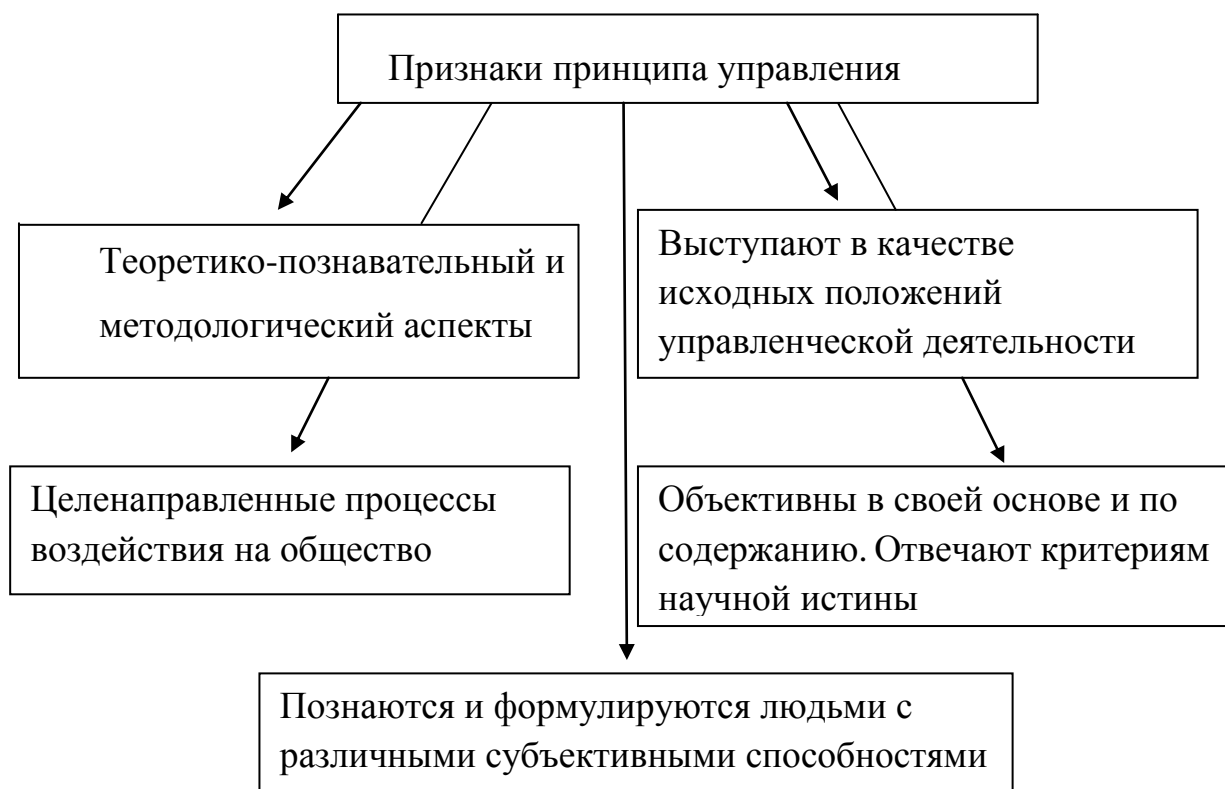 Признаки принципа управления
Теоретико-познавательный и
методологический аспекты
Выступают в качестве
исходных положений
управленческой деятельности
Целенаправленные процессы
воздействия на общество
Объективны в своей основе и по
содержанию. Отвечают критериям
научной истины
Познаются и формулируются людьми с
различными субъективными способностями